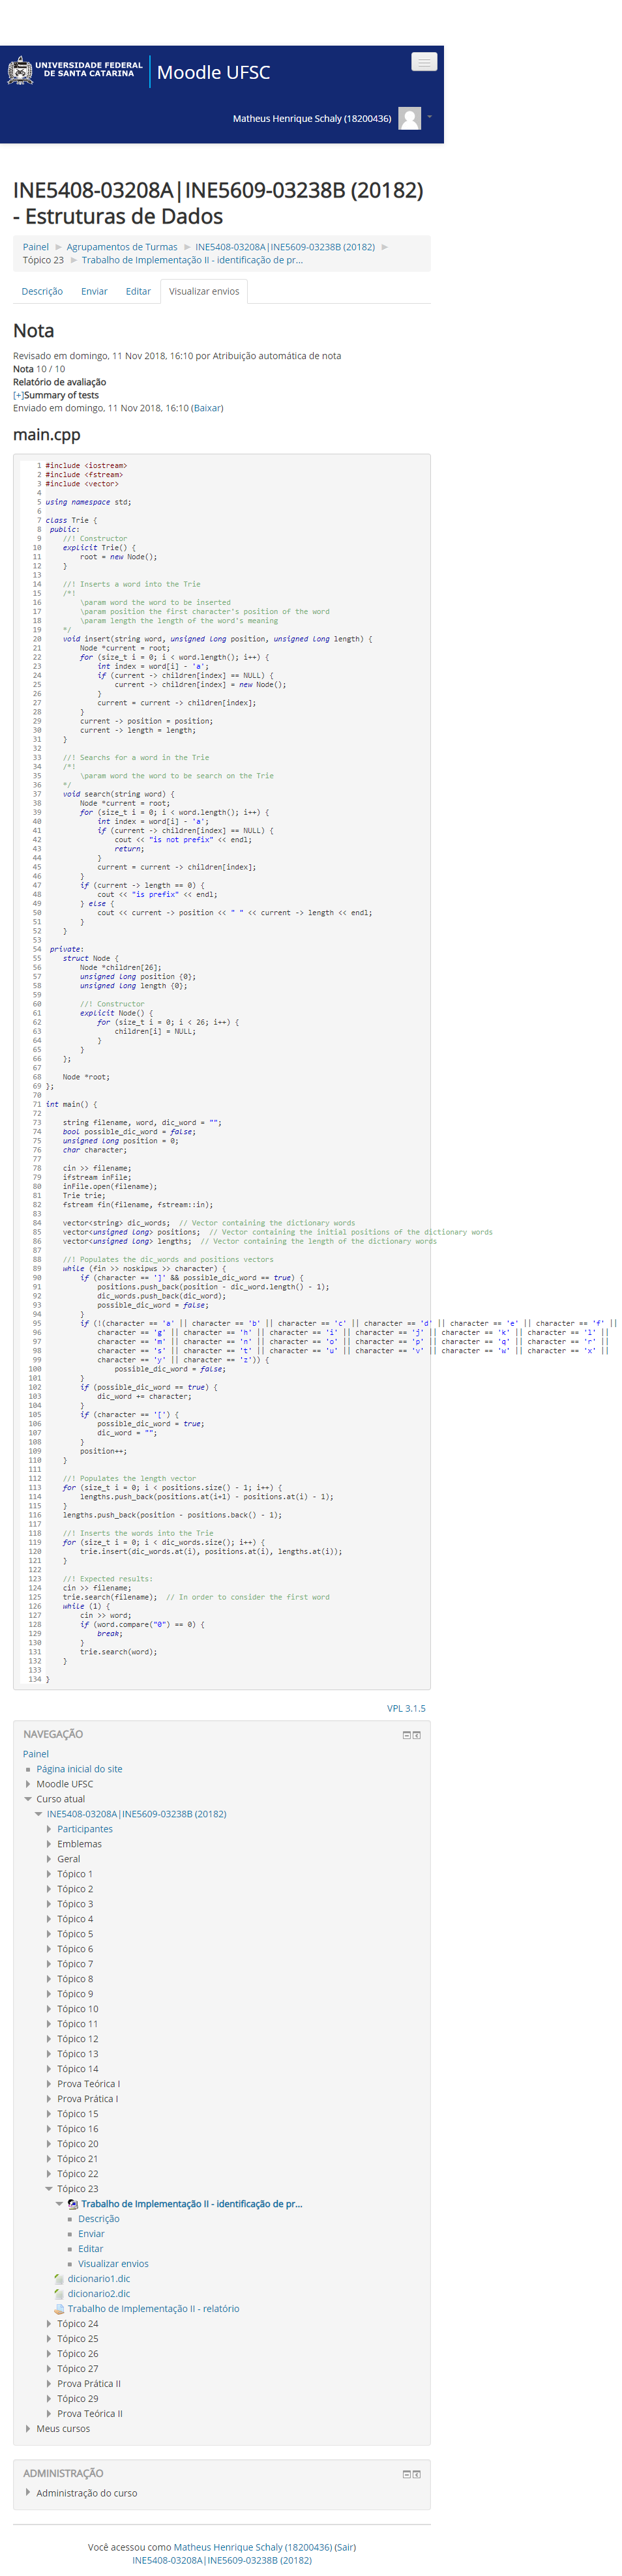 UNIVERSIDADE FEDERAL
DE SANTA CATARINA
Moodle UFSC
Matheus Henrique Schaly (18200436)
INE5408-03208A|INE5609-03238B (20182)
- Estruturas de Dados
Painel ► Agrupamentos de Turmas ► INE5408-03208A|INE5609-03238B (20182) ►
Tópico 23 ► Trabalho de Implementação II - identificação de pr...
Descrição Enviar Editar Visualizar envios
Nota
Revisado em domingo, 11 Nov 2018, 16:10 por Atribuição automática de nota
Nota 10 / 10
Relatório de avaliação
[+]Summary of tests
Enviado em domingo, 11 Nov 2018, 16:10 (Baixar)
main.cpp
1 #include <iostream>
2 #include <fstream>
3 #include <vector>
4
5 using namespace std;
6
7 class Trie {
8 public:
9 //! Constructor
10 explicit Trie() {
11 root = new Node();
12 }
13
14 //! Inserts a word into the Trie
15 /*!
16 \param word the word to be inserted
17 \param position the first character's position of the word
18 \param length the length of the word's meaning
19 */
20 void insert(string word, unsigned long position, unsigned long length) {
21 Node *current = root;
22 for (size_t i = 0; i < word.length(); i++) {
23 int index = word[i] - 'a';
24 if (current -> children[index] == NULL) {
25 current -> children[index] = new Node();
26 }
27 current = current -> children[index];
28 }
29 current -> position = position;
30 current -> length = length;
31 }
32
33 //! Searchs for a word in the Trie
34 /*!
35 \param word the word to be search on the Trie
36 */
37 void search(string word) {
38 Node *current = root;
39 for (size_t i = 0; i < word.length(); i++) {
40 int index = word[i] - 'a';
41 if (current -> children[index] == NULL) {
42 cout << "is not prefix" << endl;
43 return;
44 }
45 current = current -> children[index];
46 }
47 if (current -> length == 0) {
48 cout << "is prefix" << endl;
49 } else {
50 cout << current -> position << " " << current -> length << endl;
51 }
52 }
53
54 private:
55 struct Node {
56 Node *children[26];
57 unsigned long position {0};
58 unsigned long length {0};
59
60 //! Constructor
61 explicit Node() {
62 for (size_t i = 0; i < 26; i++) {
63 children[i] = NULL;
64 }
65 }
66 };
67
68 Node *root;
69 };
70
71 int main() {
72
73 string filename, word, dic_word = "";
74 bool possible_dic_word = false;
75 unsigned long position = 0;
76 char character;
77
78 cin >> filename;
79 ifstream inFile;
80 inFile.open(filename);
81 Trie trie;
82 fstream fin(filename, fstream::in);
83
84 vector<string> dic_words; // Vector containing the dictionary words
85 vector<unsigned long> positions; // Vector containing the initial positions of the dictionary words
86 vector<unsigned long> lengths; // Vector containing the length of the dictionary words
87
88 //! Populates the dic_words and positions vectors
89 while (fin >> noskipws >> character) {
90 if (character == ']' && possible_dic_word == true) {
91 positions.push_back(position - dic_word.length() - 1);
92 dic_words.push_back(dic_word);
93 possible_dic_word = false;
94 }
95 if (!(character == 'a' || character == 'b' || character == 'c' || character == 'd' || character == 'e' || character == 'f' ||
96 character == 'g' || character == 'h' || character == 'i' || character == 'j' || character == 'k' || character == 'l' ||
97 character == 'm' || character == 'n' || character == 'o' || character == 'p' || character == 'q' || character == 'r' ||
98 character == 's' || character == 't' || character == 'u' || character == 'v' || character == 'w' || character == 'x' ||
99 character == 'y' || character == 'z')) {
100 possible_dic_word = false;
101 }
102 if (possible_dic_word == true) {
103 dic_word += character;
104 }
105 if (character == '[') {
106 possible_dic_word = true;
107 dic_word = "";
108 }
109 position++;
110 }
111
112 //! Populates the length vector
113 for (size_t i = 0; i < positions.size() - 1; i++) {
114 lengths.push_back(positions.at(i+1) - positions.at(i) - 1);
115 }
116 lengths.push_back(position - positions.back() - 1);
117
118 //! Inserts the words into the Trie
119 for (size_t i = 0; i < dic_words.size(); i++) {
120 trie.insert(dic_words.at(i), positions.at(i), lengths.at(i));
121 }
122
123 //! Expected results:
124 cin >> filename;
125 trie.search(filename); // In order to consider the first word
126 while (1) {
127 cin >> word;
128 if (word.compare("0") == 0) {
129 break;
130 }
131 trie.search(word);
132 }
133
134 }
VPL 3.1.5
NAVEGAÇÃO
Painel
Página inicial do site
Moodle UFSC
Curso atual
INE5408-03208A|INE5609-03238B (20182)
Participantes
Emblemas
Geral
Tópico 1
Tópico 2
Tópico 3
Tópico 4
Tópico 5
Tópico 6
Tópico 7
Tópico 8
Tópico 9
Tópico 10
Tópico 11
Tópico 12
Tópico 13
Tópico 14
Prova Teórica I
Prova Prática I
Tópico 15
Tópico 16
Tópico 20
Tópico 21
Tópico 22
Tópico 23
Trabalho de Implementação II - identificação de pr...
Descrição
Enviar
Editar
Visualizar envios
dicionario1.dic
dicionario2.dic
Trabalho de Implementação II - relatório
Tópico 24
Tópico 25
Tópico 26
Tópico 27
Prova Prática II
Tópico 29
Prova Teórica II
Meus cursos
ADMINISTRAÇÃO
Administração do curso
Você acessou como Matheus Henrique Schaly (18200436) (Sair)
INE5408-03208A|INE5609-03238B (20182)